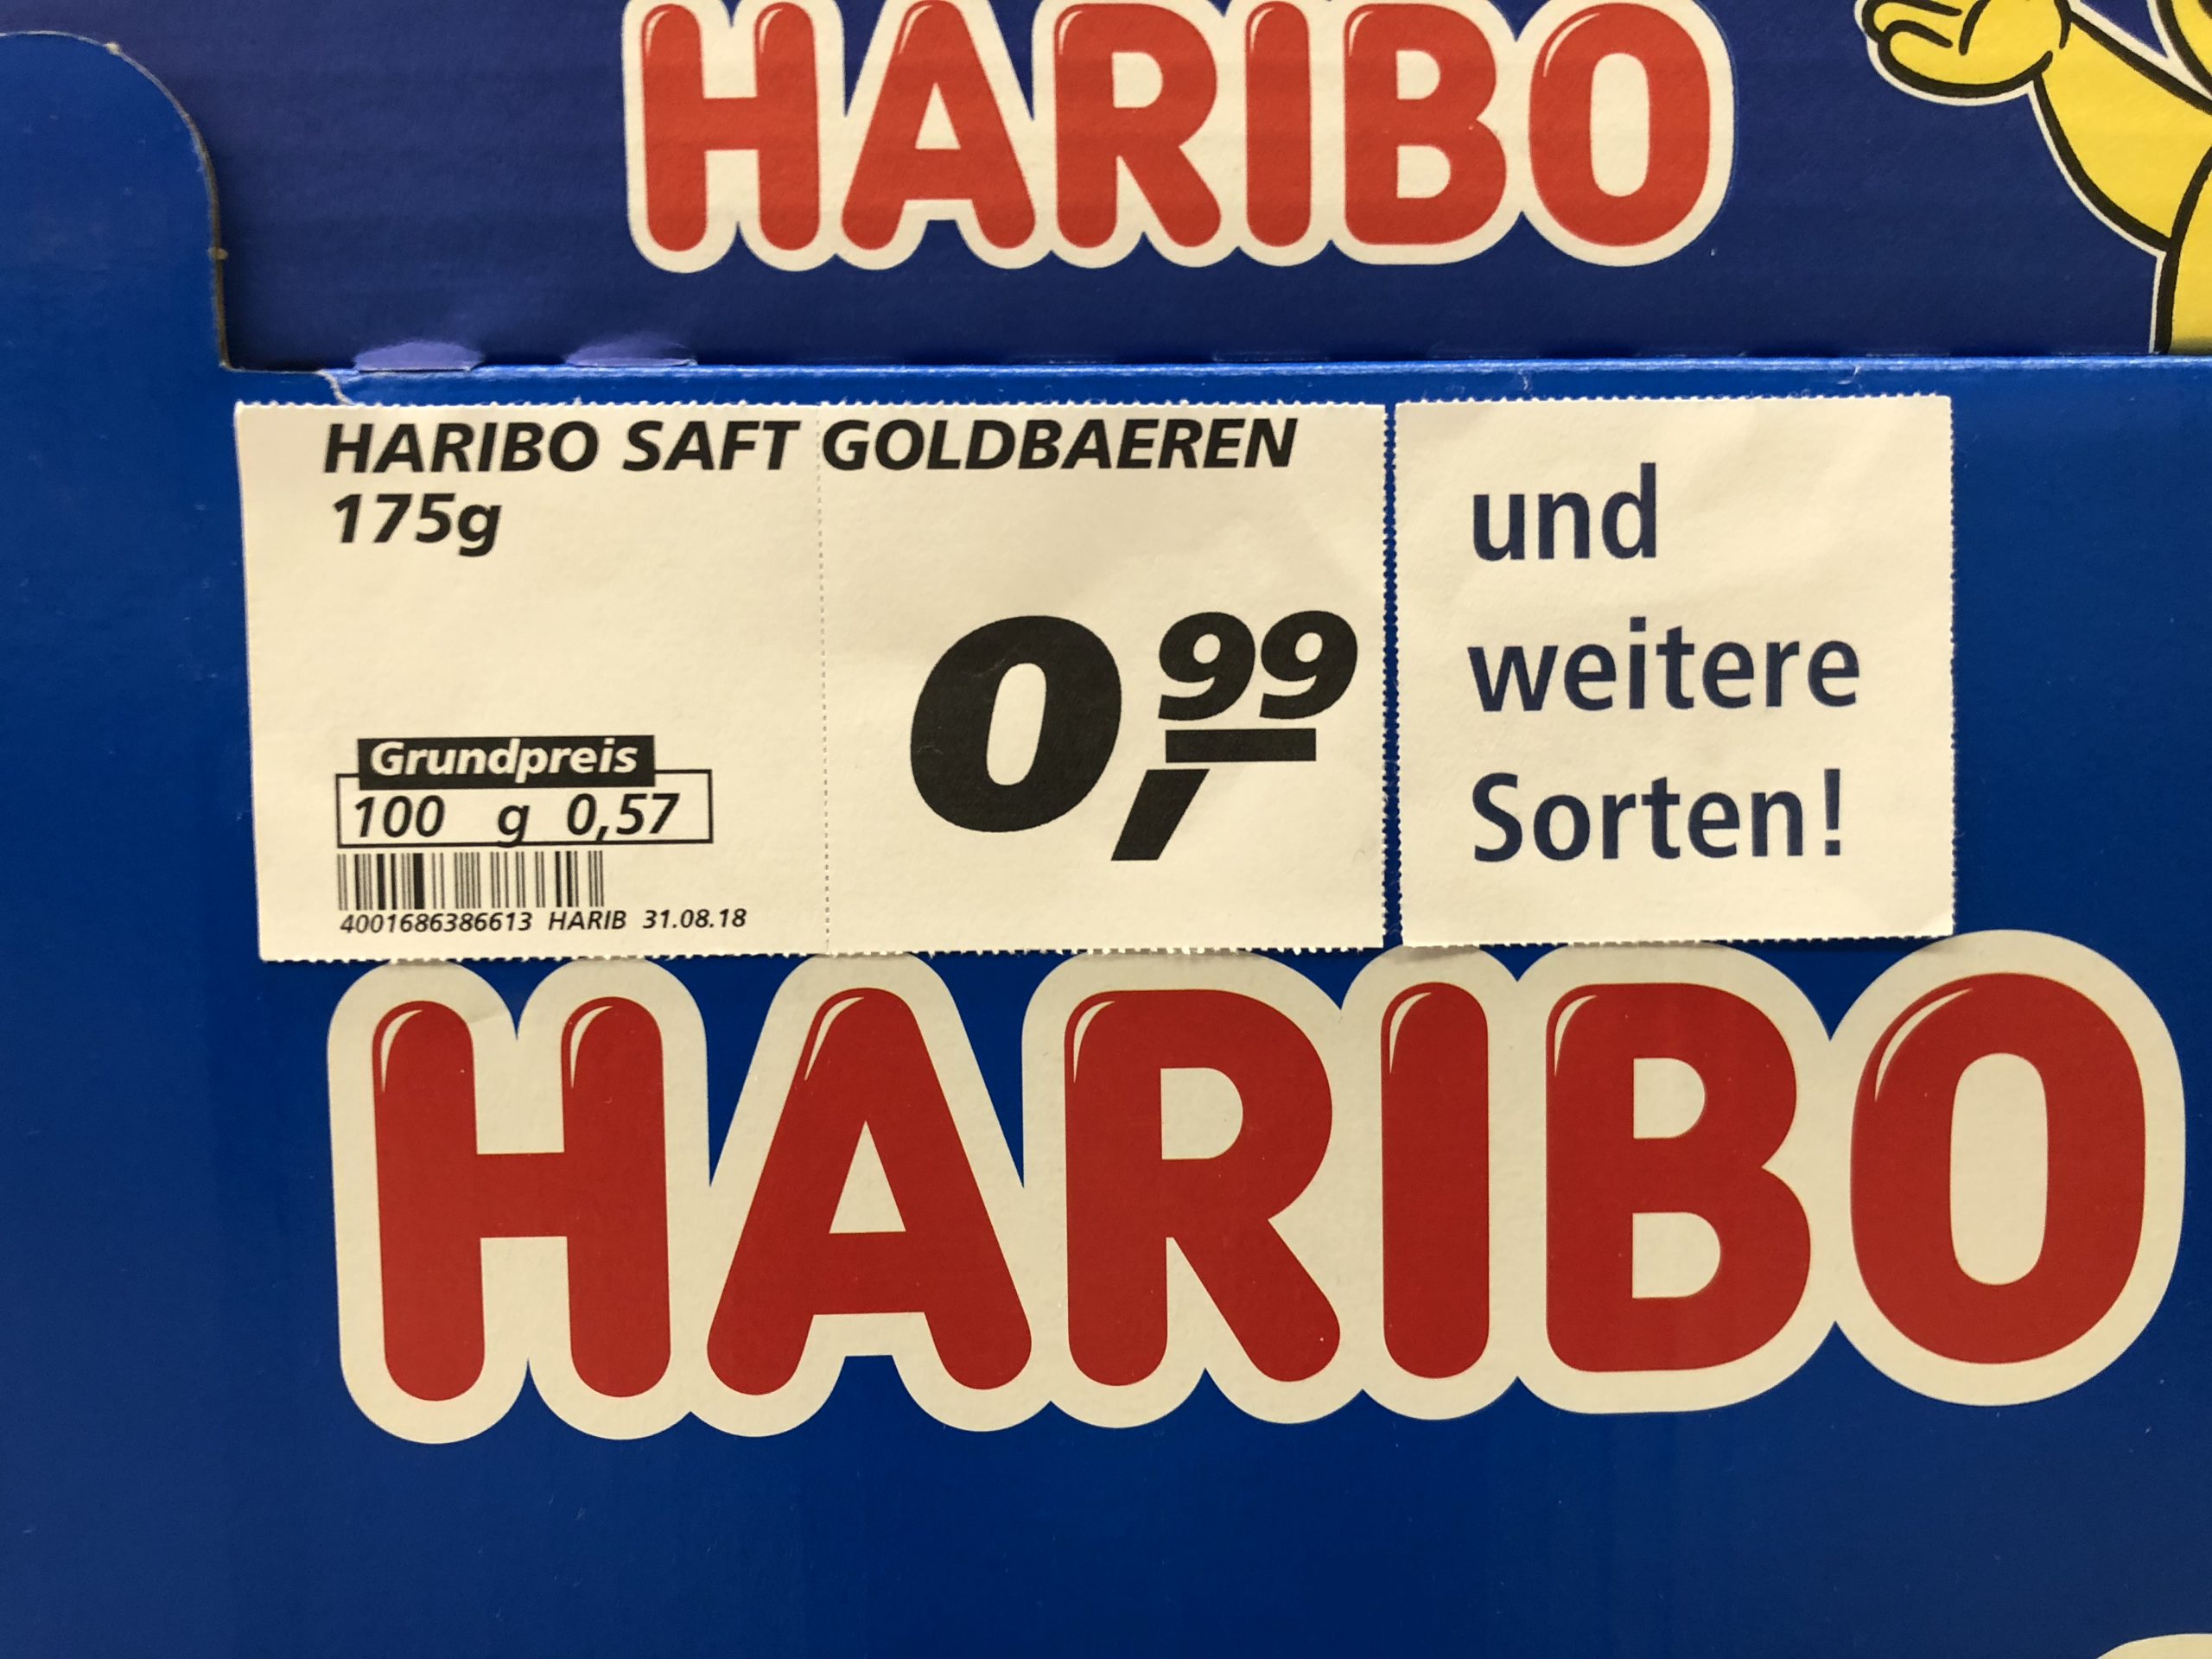 HARIBO
HARIBO SAFT GOLDBAEREN
175g
0,99
Grundpreis
100 g 0,57
4001686386613 HARIB 31.08.18
und
weitere
Sorten!
HARIBO